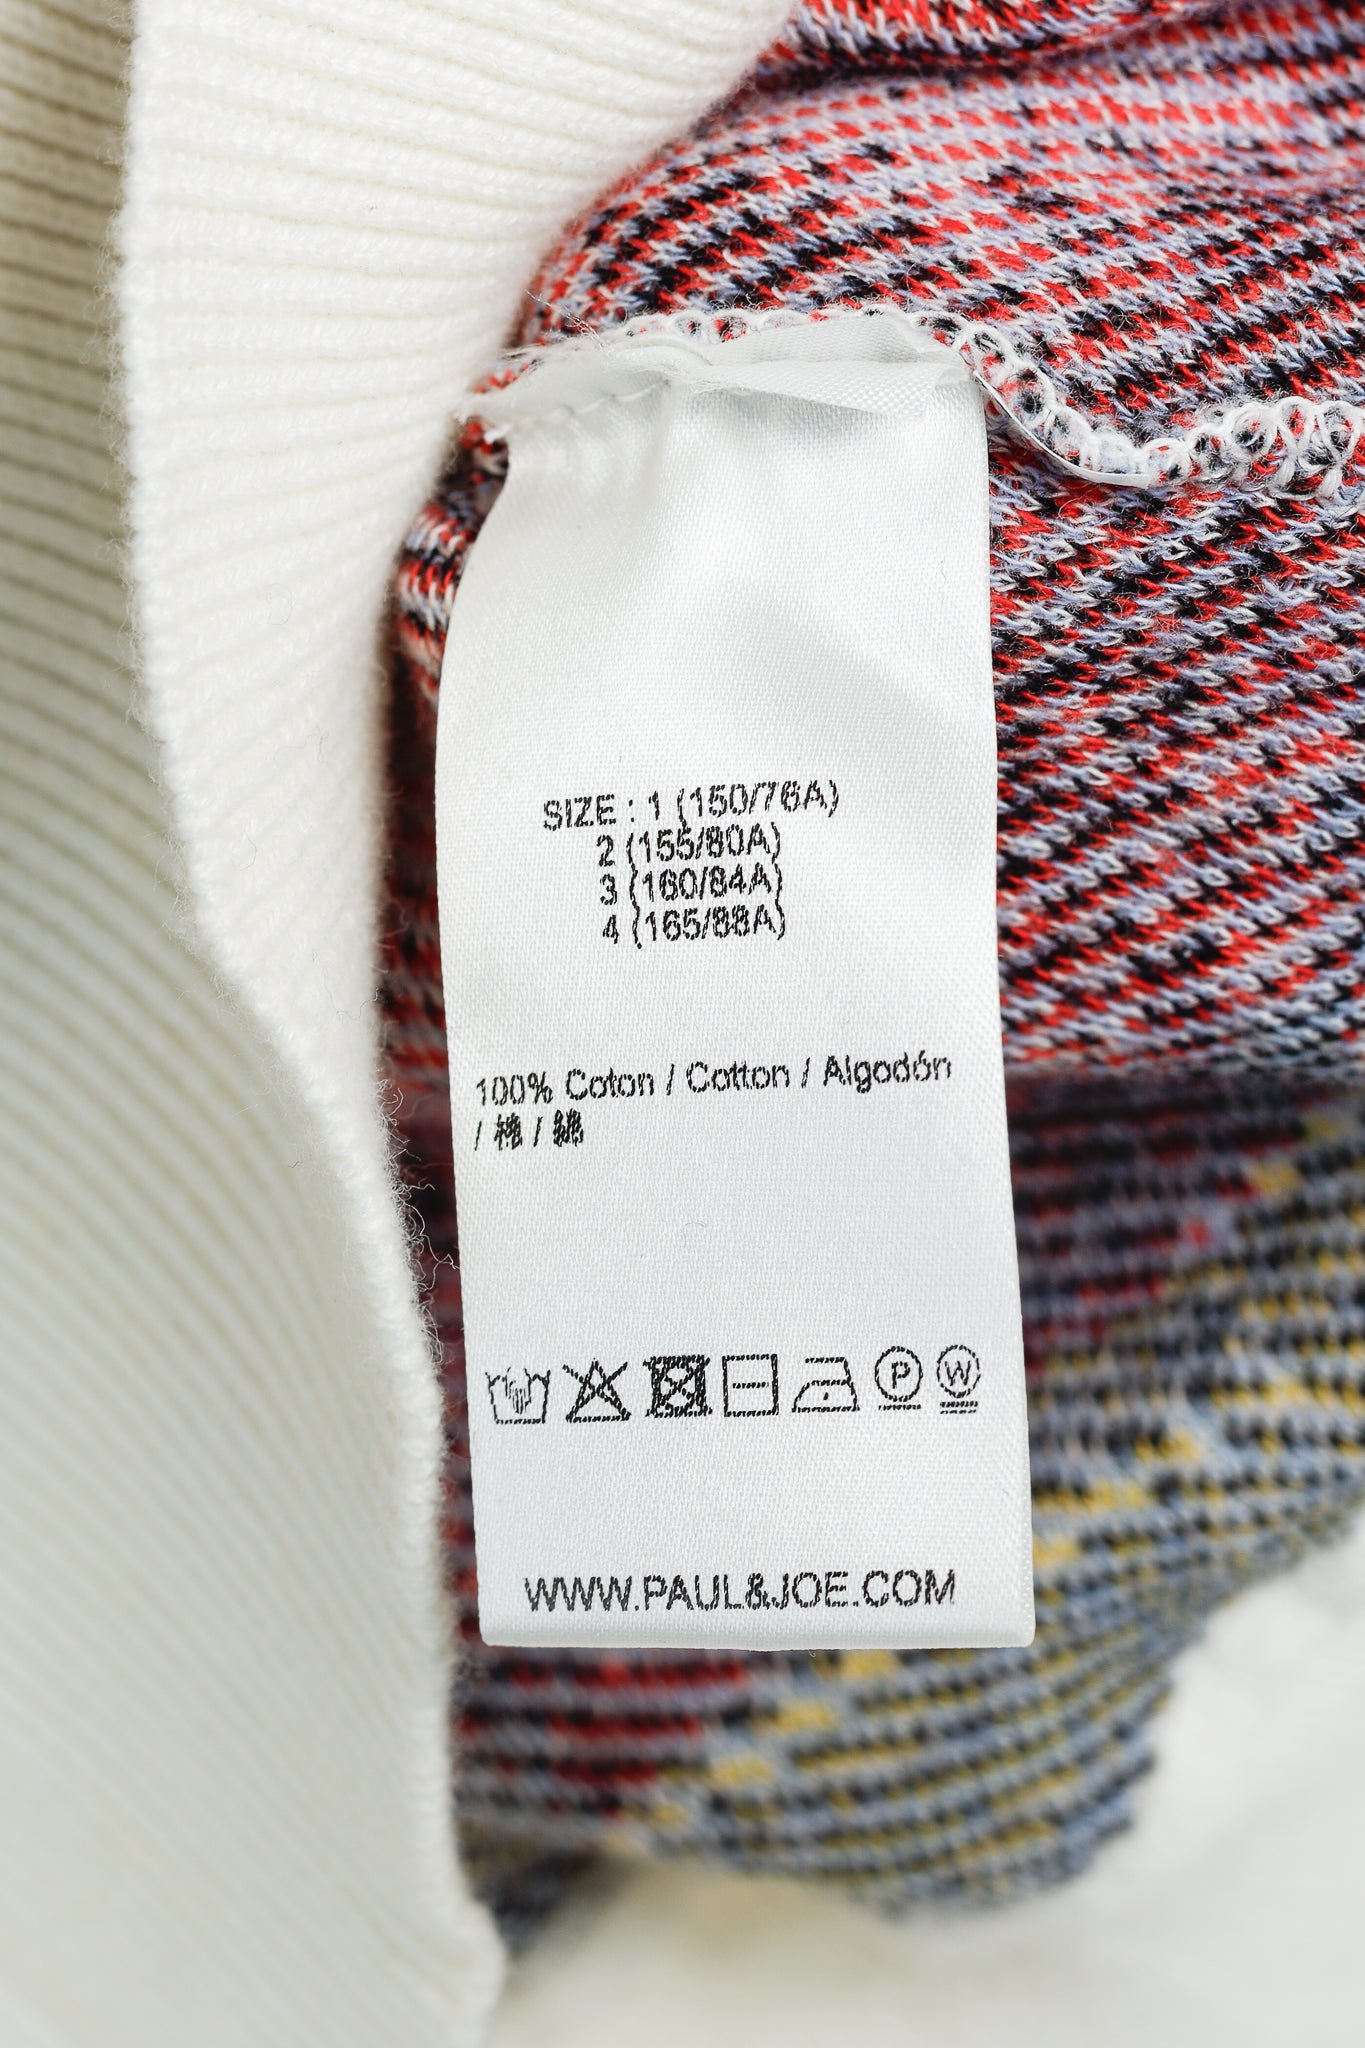 SIZE : 1 (150/76A)
2 (155/80A)
3 (160/84A)
4 (165/88A)
100% Coton / Cotton / Algodón
/ 棉 / 綿
P W
WWW.PAUL&JOE.COM